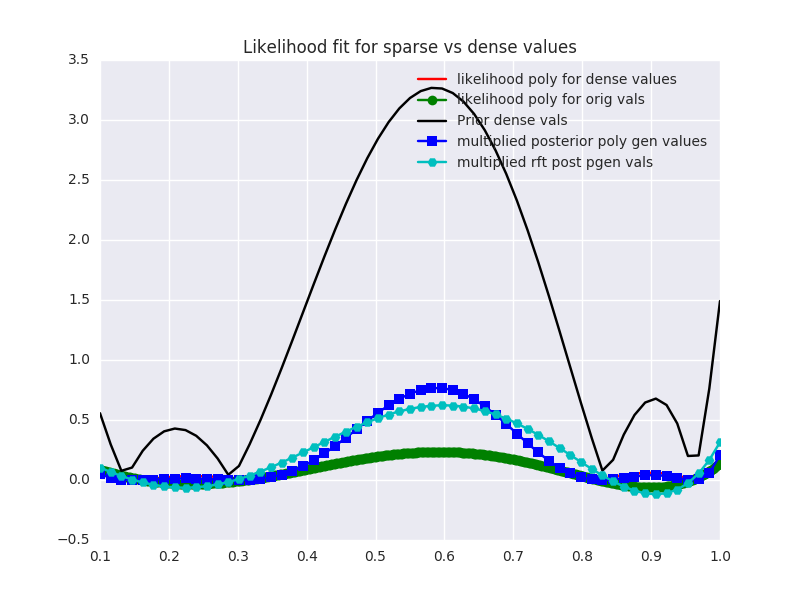 Likelihood fit for sparse vs dense values
3.5
3.0
2.5
2.0
1.5
1.0
0.5
0.0
−0.5
likelihood poly for dense values
likelihood poly for orig vals
Prior dense vals
multiplied posterior poly gen values
multiplied rft post pgen vals
0.1 0.2 0.3 0.4 0.5 0.6 0.7 0.8 0.9 1.0